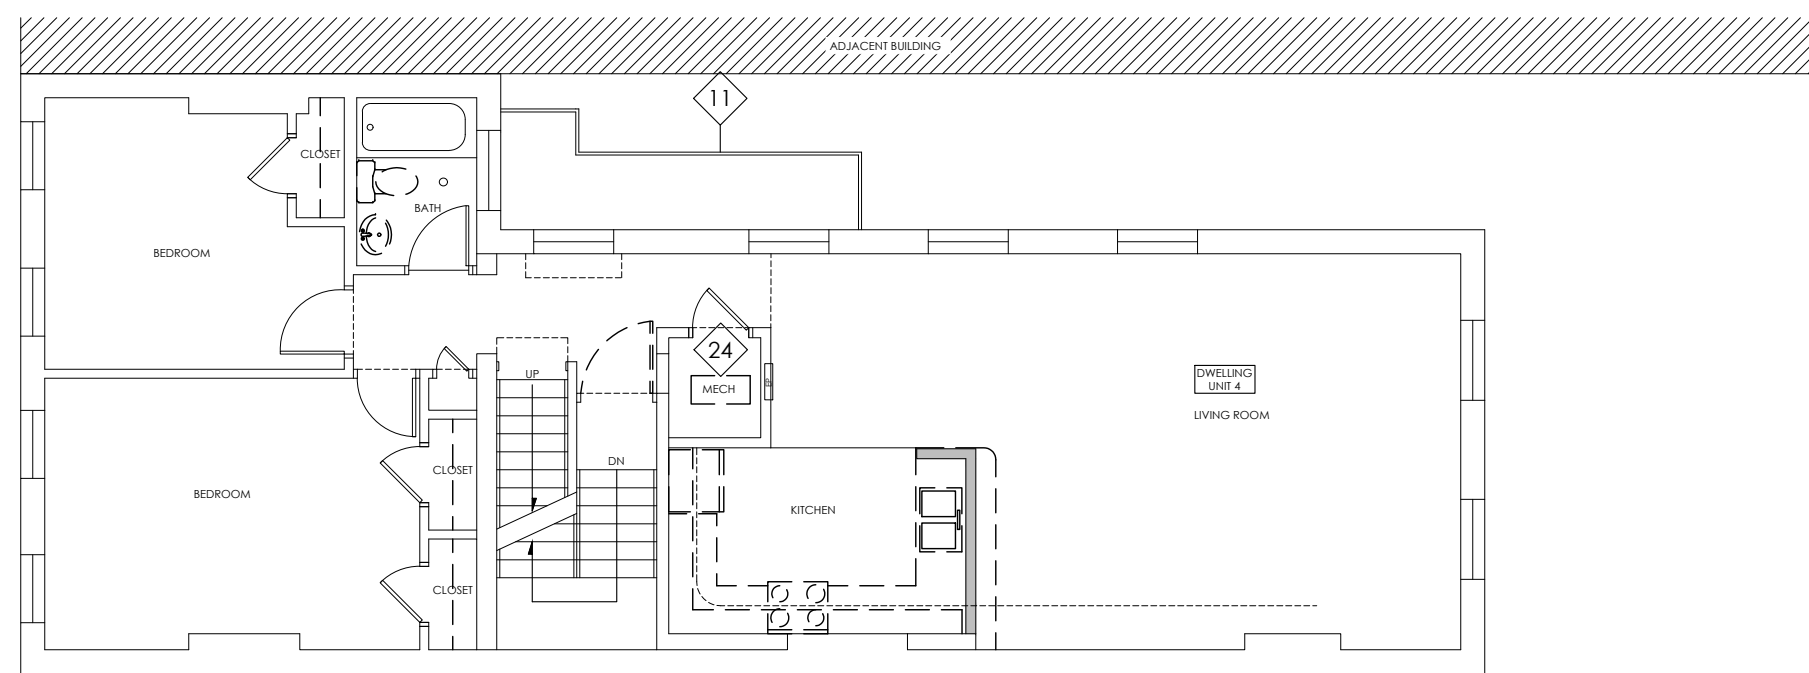 ADJACENT BUILDING
11
CLOSET
BATH
BEDROOM
24
UP
MECH
EP
DWELLING
UNIT 4
LIVING ROOM
DN
CLOSET
BEDROOM
KITCHEN
CLOSET